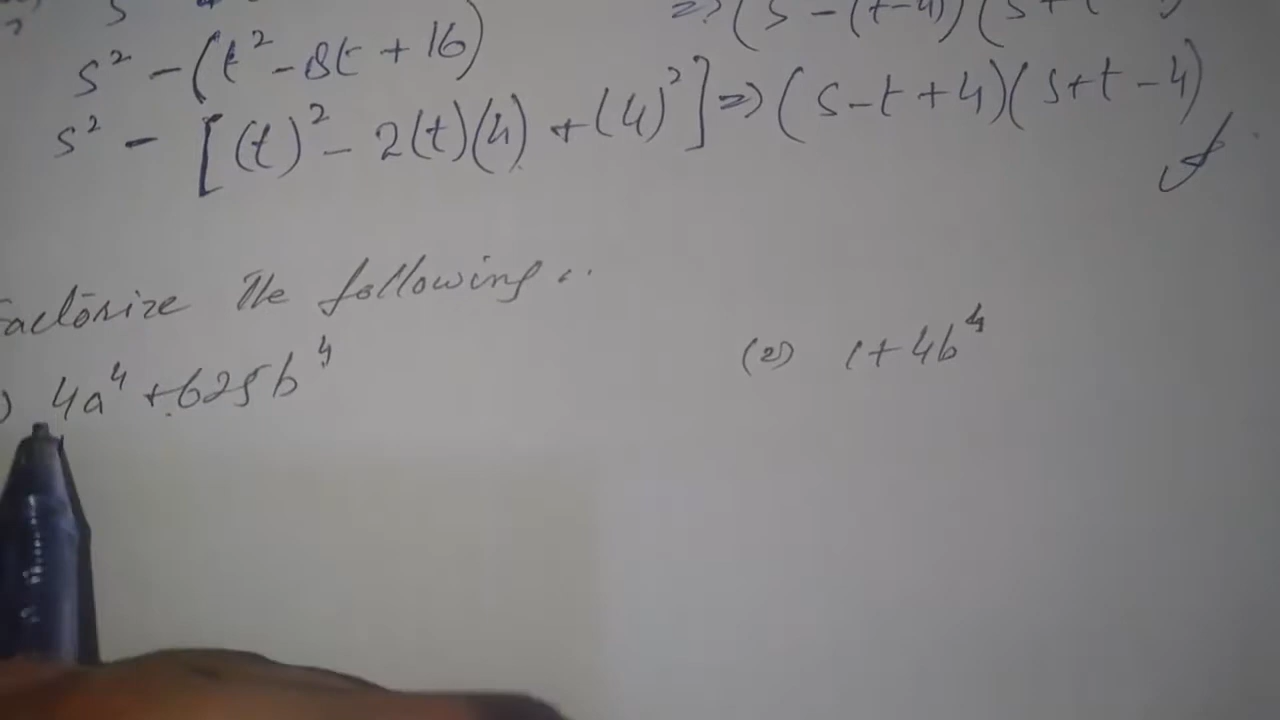 s² - (t² - 8t + 16)
s² - [(t)² - 2(t)(4) + (4)²] => (s - t + 4)(s + t - 4)
Factorize the following :.
) 4a⁴ + 625b⁴
(2) 1 + 4b⁴